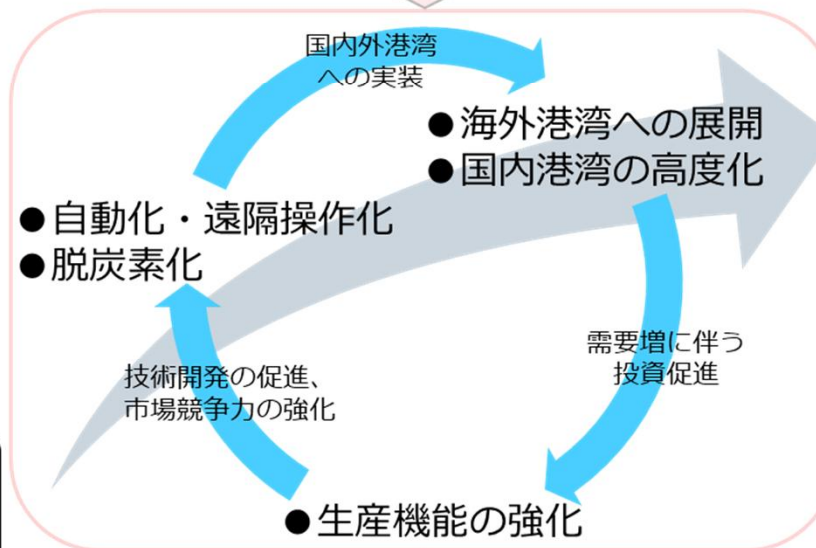 国内外港湾
への実装
●海外港湾への展開
●国内港湾の高度化
●自動化・遠隔操作化
●脱炭素化
需要増に伴う
投資促進
技術開発の促進、
市場競争力の強化
●生産機能の強化